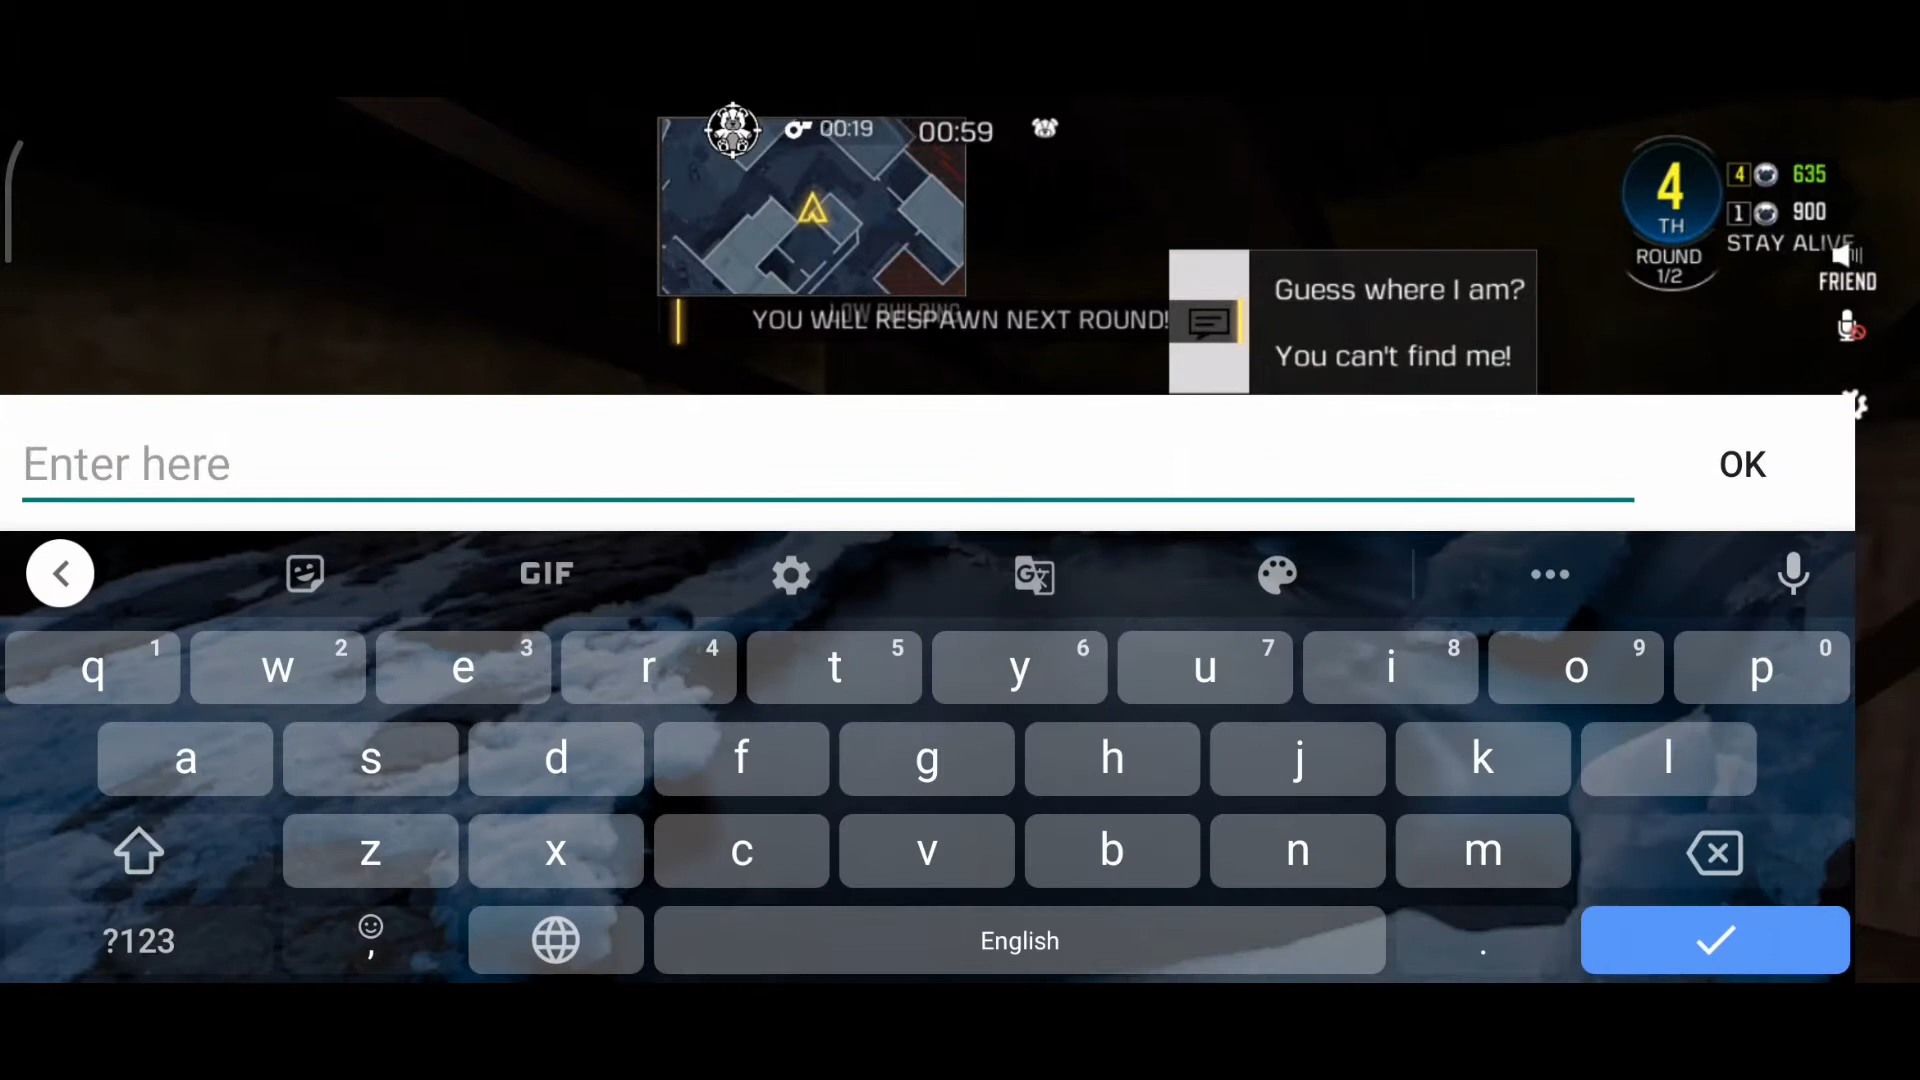 00:19
00:59
4
TH
ROUND
1/2
4 635
1 900
STAY ALIVE
FRIEND
LOW BUILDING
YOU WILL RESPAWN NEXT ROUND!
Guess where I am?
You can't find me!
Enter here
OK
GIF
G
q 1 w 2 e 3 r 4 t 5 y 6 u 7 i 8 o 9 p 0
a s d f g h j k l
z x c v b n m
?123 , English .